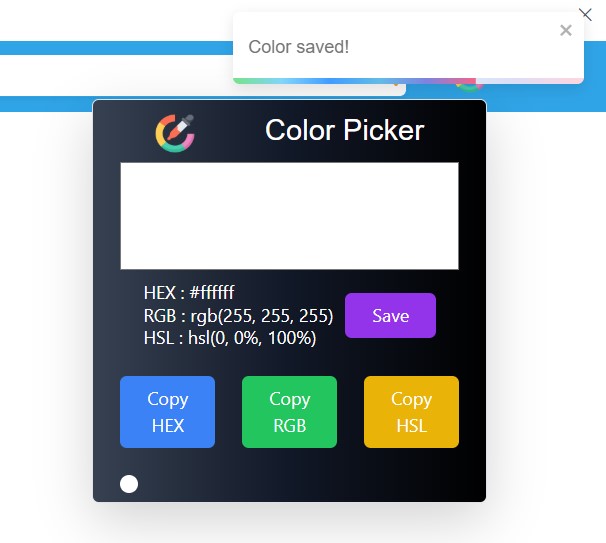 Color saved!
Color Picker
HEX : #ffffff
RGB : rgb(255, 255, 255)
HSL : hsl(0, 0%, 100%)
Save
Copy
HEX
Copy
RGB
Copy
HSL